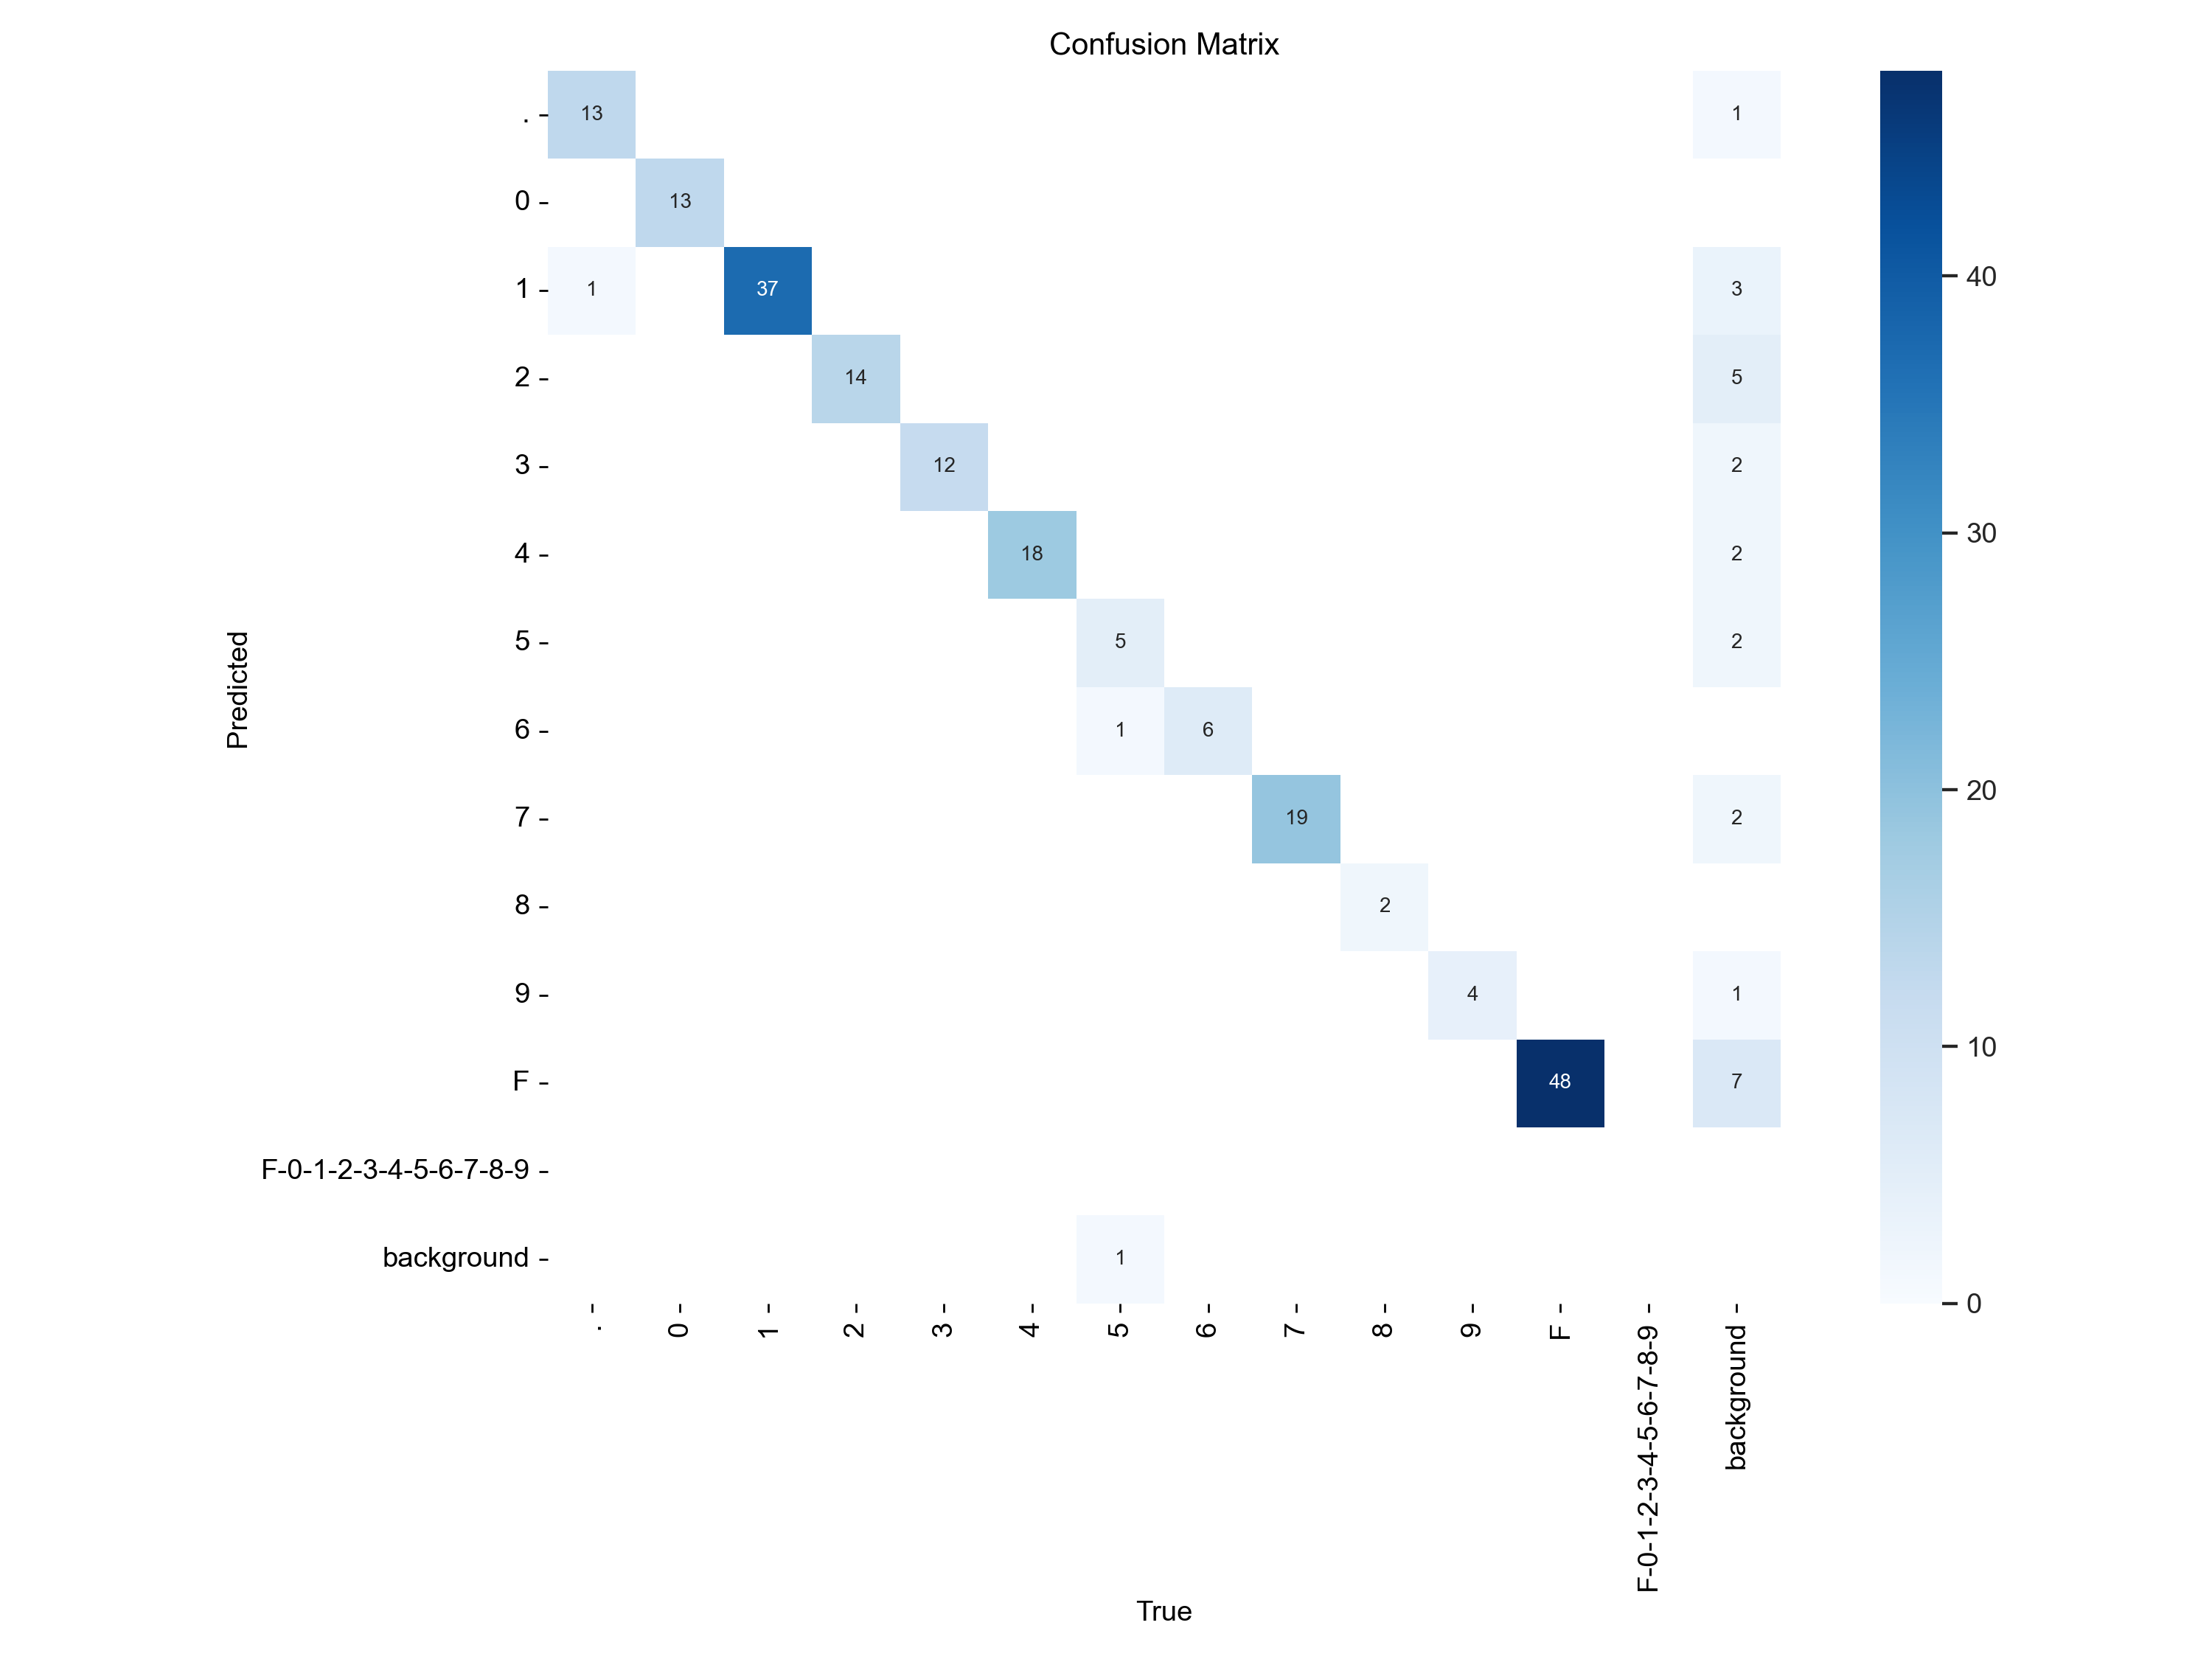 Confusion Matrix
. 13 1
0 13
1 1 37 3
2 14 5
3 12 2
4 18 2
5 5 2
6 1 6
7 19 2
8 2
9 4 1
F 48 7
F-0-1-2-3-4-5-6-7-8-9
background 1
Predicted
. 0 1 2 3 4 5 6 7 8 9 F F-0-1-2-3-4-5-6-7-8-9 background
True
40
30
20
10
0